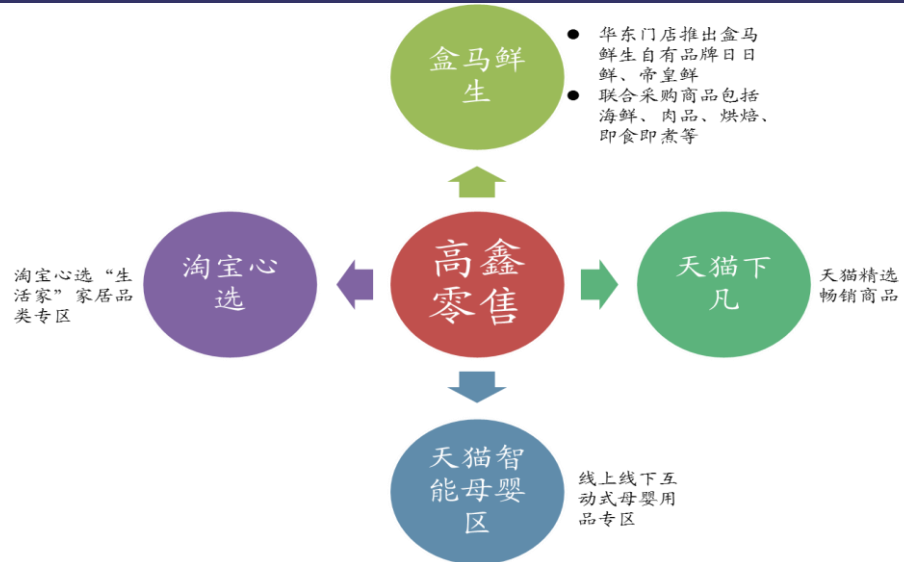 盒马鲜
生
● 华东门店推出盒马
鲜生自有品牌日日
鲜、帝皇鲜
● 联合采购商品包括
海鲜、肉品、烘焙、
即食即煮等
淘宝心选“生
活家”家居品
类专区
淘宝心
选
高鑫
零售
天猫下
凡
天猫精选
畅销商品
天猫智
能母婴
区
线上线下互
动式母婴用
品专区